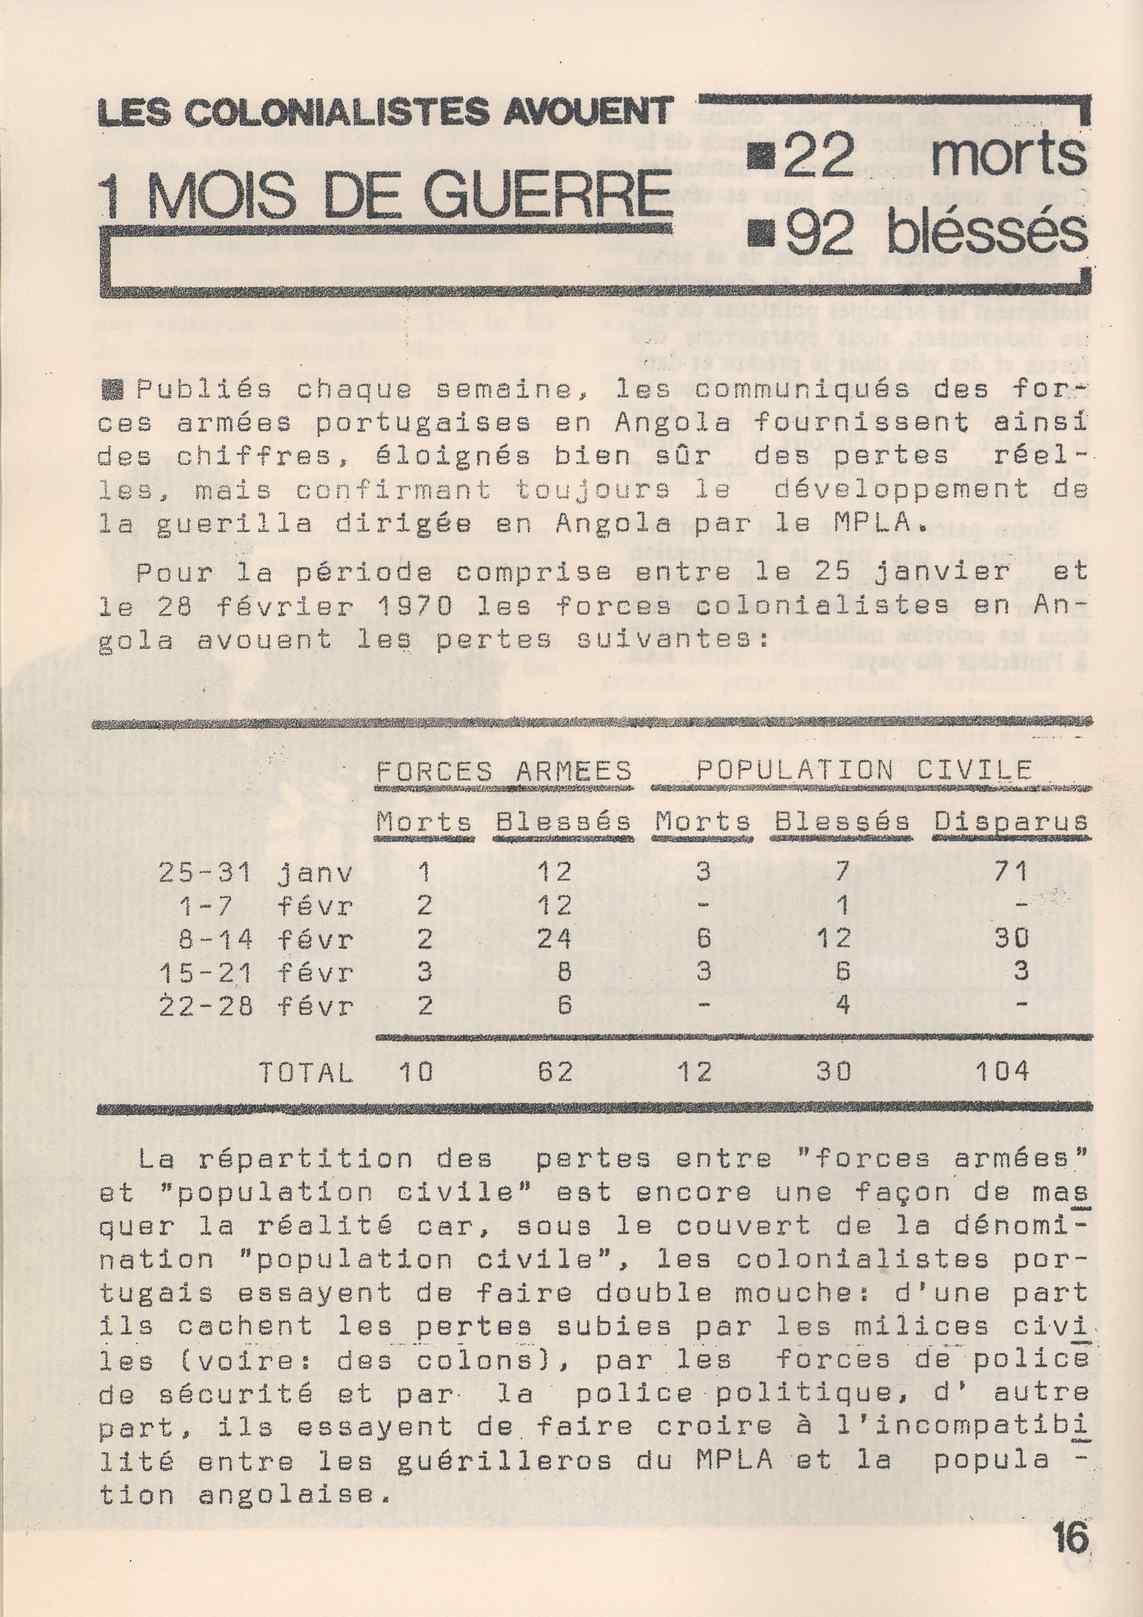 LES COLONIALISTES AVOUENT
1 MOIS DE GUERRE
■22 morts
■92 bléssés
■ Publiés chaque semaine, les communiqués des for-
ces armées portugaises en Angola fournissent ainsi
des chiffres, éloignés bien sûr des pertes réel-
les, mais confirmant toujours le développement de
la guerilla dirigée en Angola par le MPLA.
Pour la période comprise entre le 25 janvier et
le 28 février 1970 les forces colonialistes en An-
gola avouent les pertes suivantes:
FORCES ARMEES POPULATION CIVILE
Morts Blessés Morts Blessés Disparus
25-31 janv 1 12 3 7 71
1-7 févr 2 12 - 1 -
8-14 févr 2 24 6 12 30
15-21 févr 3 8 3 6 3
22-28 févr 2 6 - 4 -
TOTAL 10 62 12 30 104
La répartition des pertes entre "forces armées"
et "population civile" est encore une façon de mas
quer la réalité car, sous le couvert de la dénomi-
nation "population civile", les colonialistes por-
tugais essayent de faire double mouche: d'une part
ils cachent les pertes subies par les milices civi
les (voire: des colons), par les forces de police
de sécurité et par la police politique, d' autre
part, ils essayent de faire croire à l'incompatibi
lité entre les guérilleros du MPLA et la popula -
tion angolaise.
16